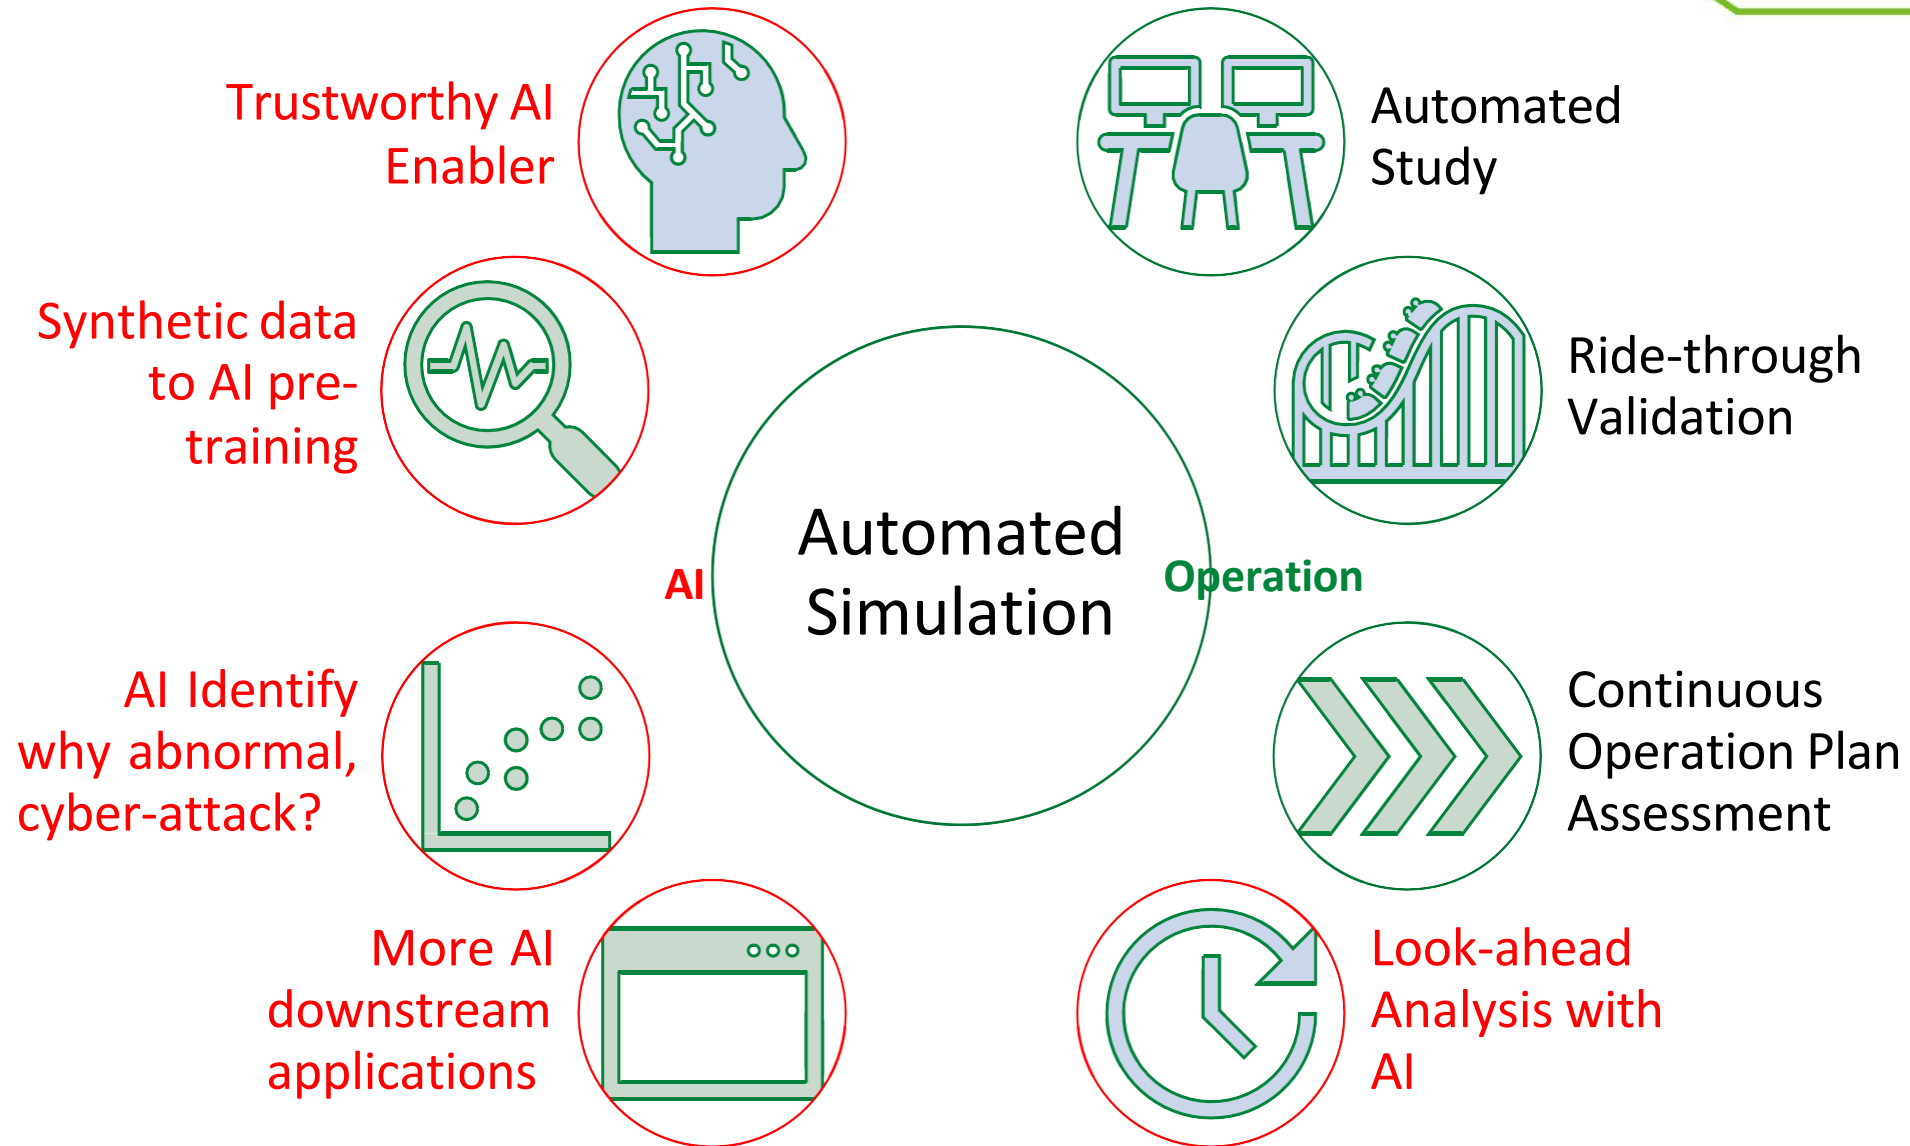 Trustworthy AI
Enabler
Synthetic data
to AI pre-
training
AI Identify
why abnormal,
cyber-attack?
More AI
downstream
applications
AI
Automated
Simulation
Operation
Automated
Study
Ride-through
Validation
Continuous
Operation Plan
Assessment
Look-ahead
Analysis with
AI